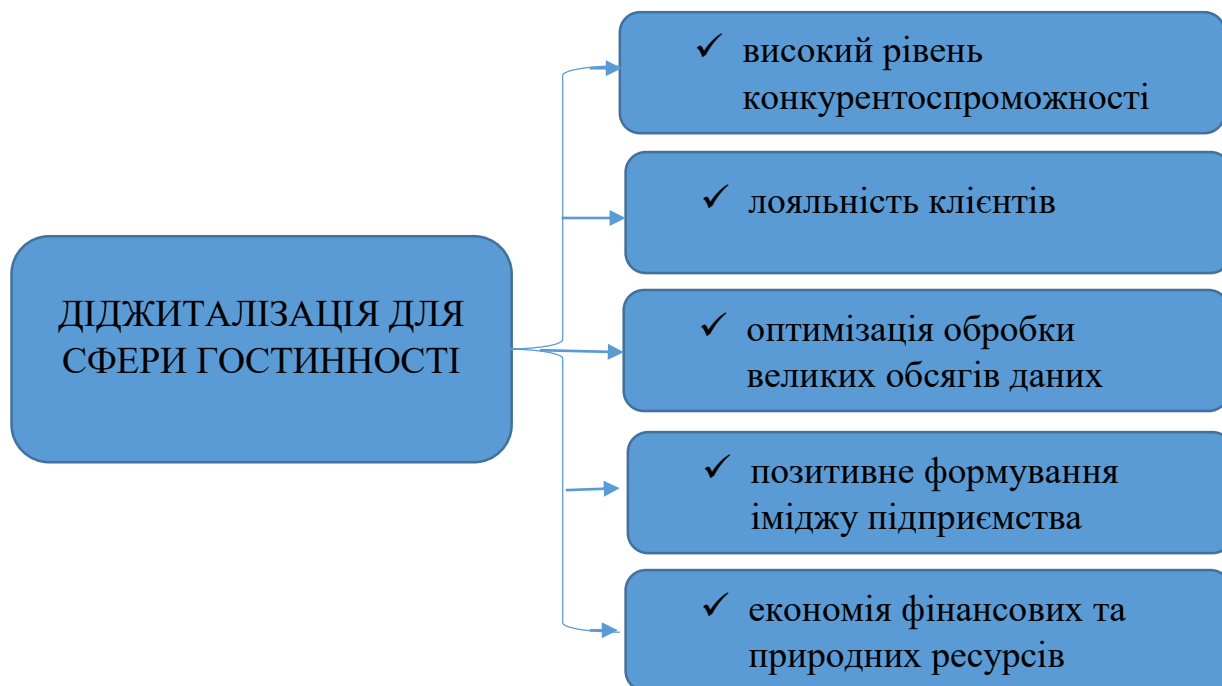 ДІДЖИТАЛІЗАЦІЯ ДЛЯ
СФЕРИ ГОСТИННОСТІ
✓ високий рівень
конкурентоспроможності
✓ лояльність клієнтів
✓ оптимізація обробки
великих обсягів даних
✓ позитивне формування
іміджу підприємства
✓ економія фінансових та
природних ресурсів